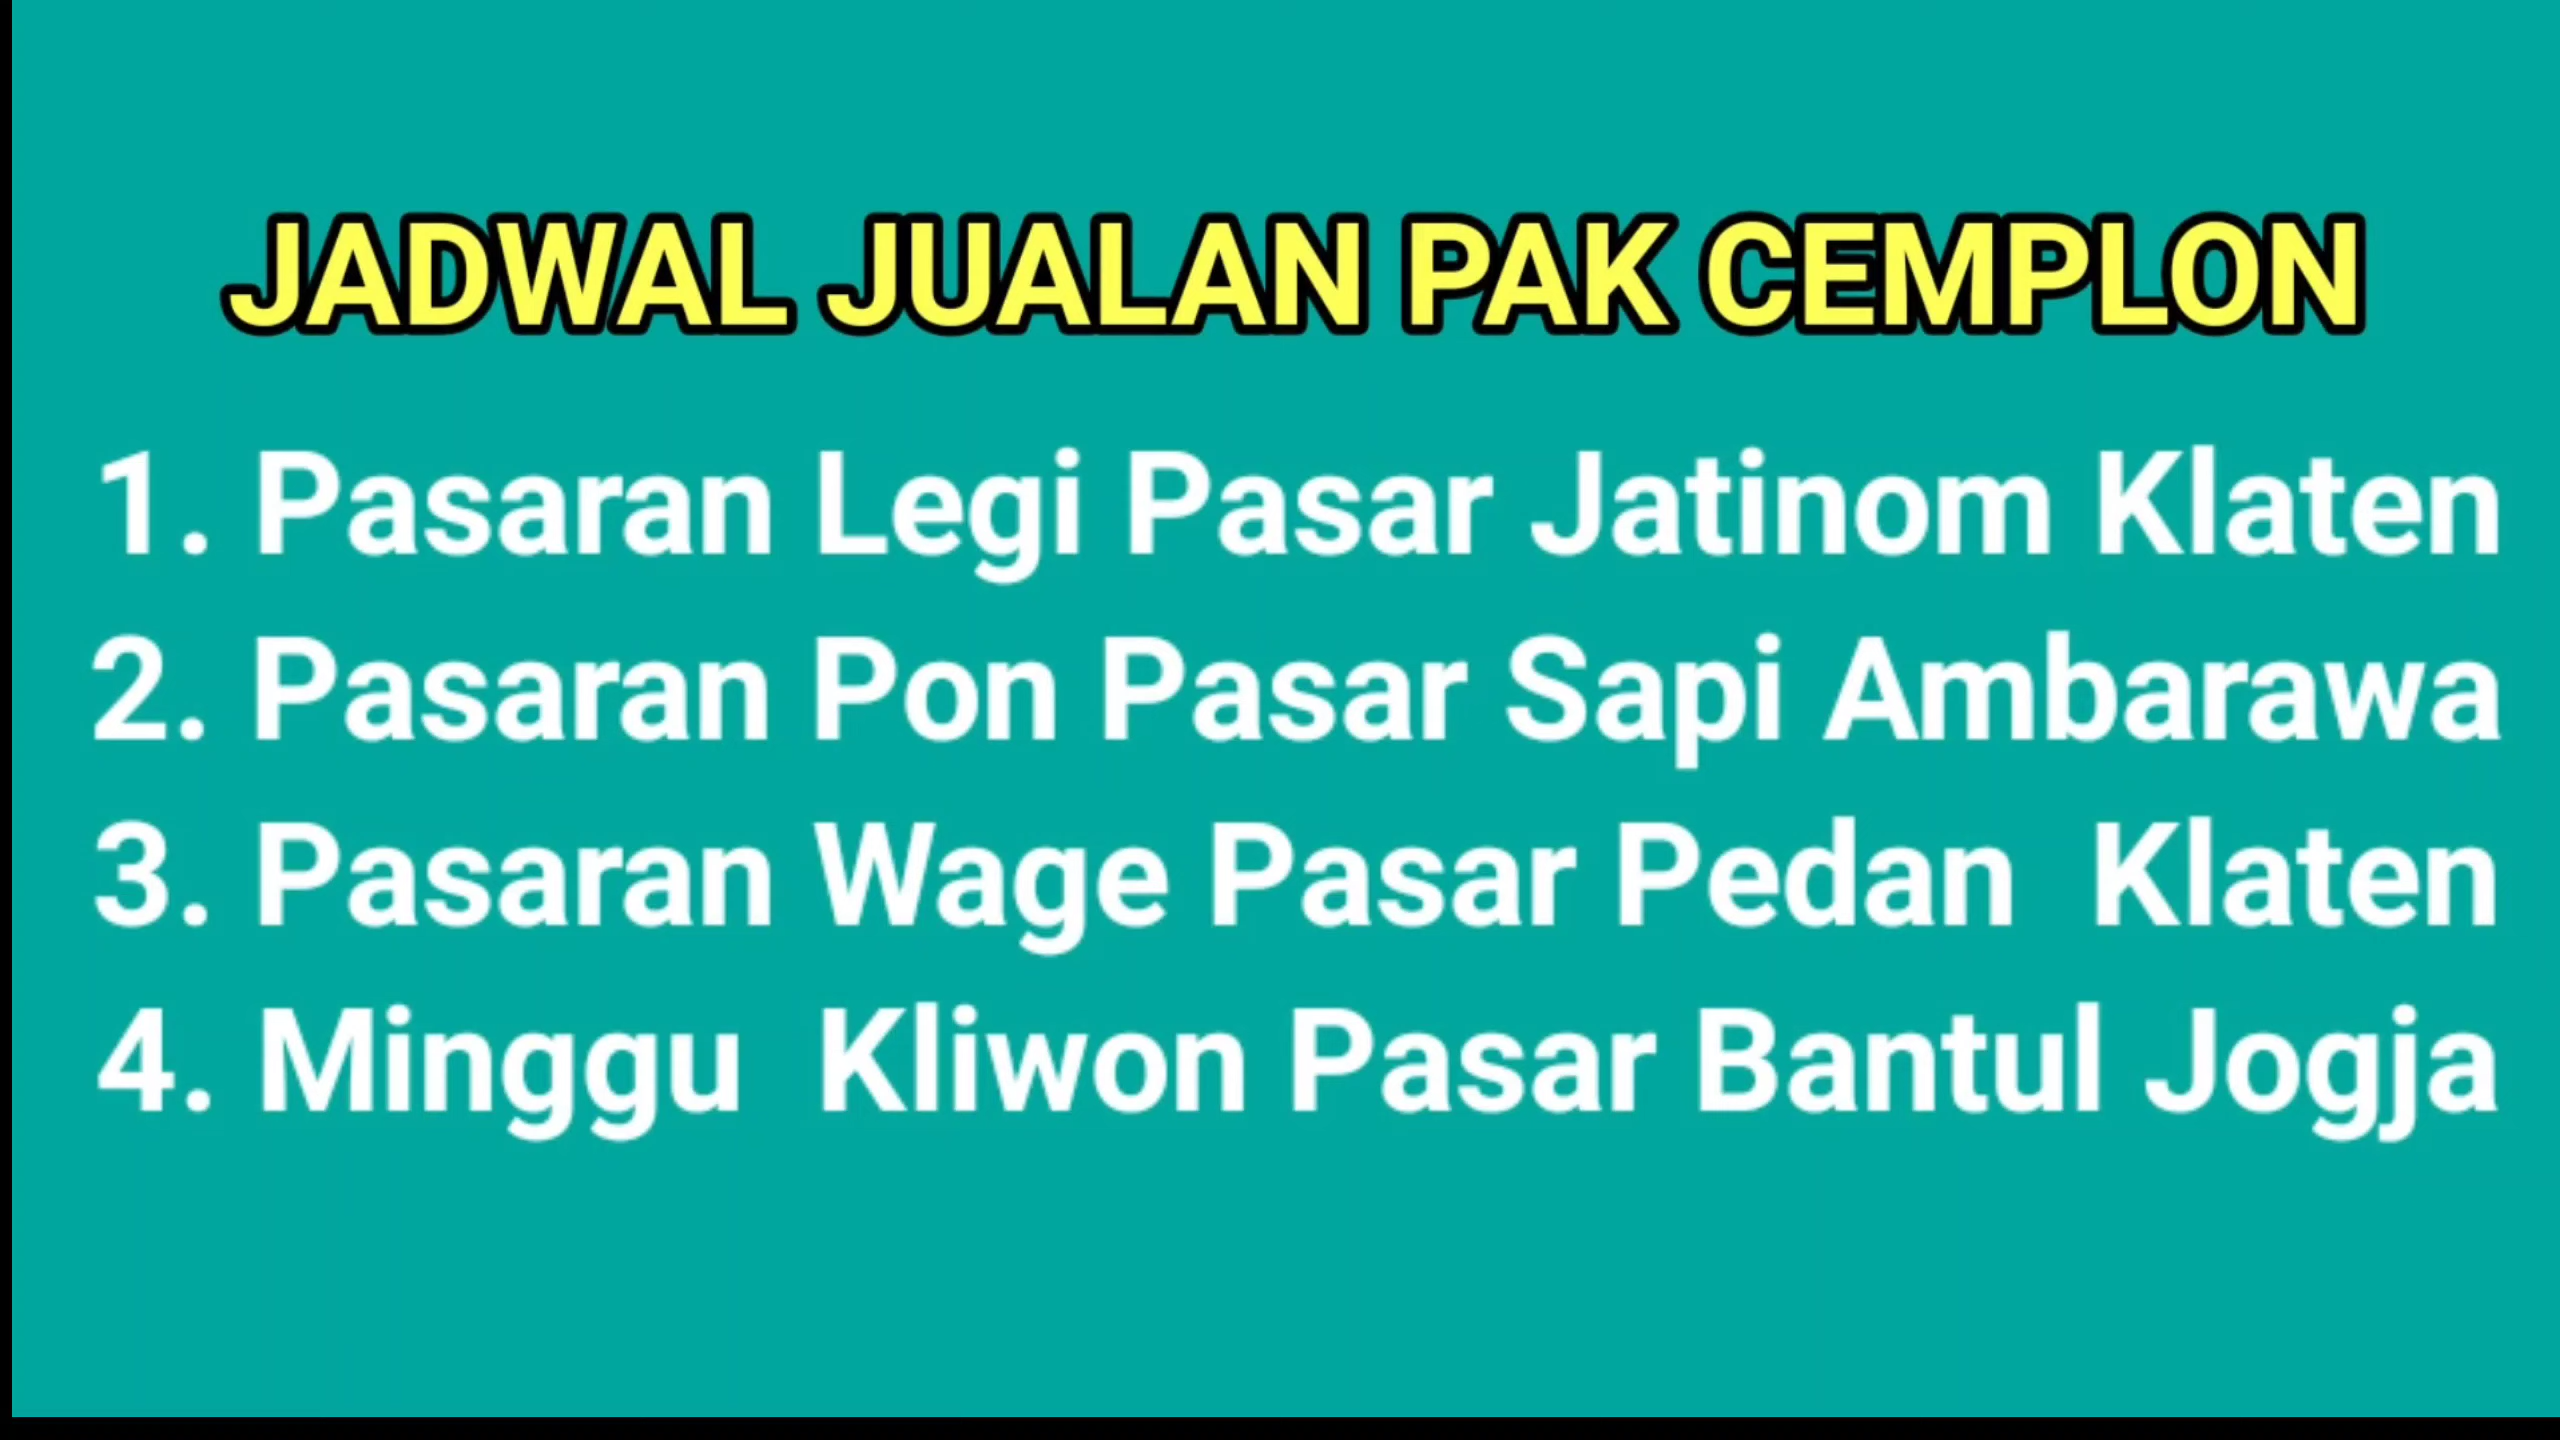 JADWAL JUALAN PAK CEMPLON
1. Pasaran Legi Pasar Jatinom Klaten
2. Pasaran Pon Pasar Sapi Ambarawa
3. Pasaran Wage Pasar Pedan  Klaten
4. Minggu  Kliwon Pasar Bantul Jogja